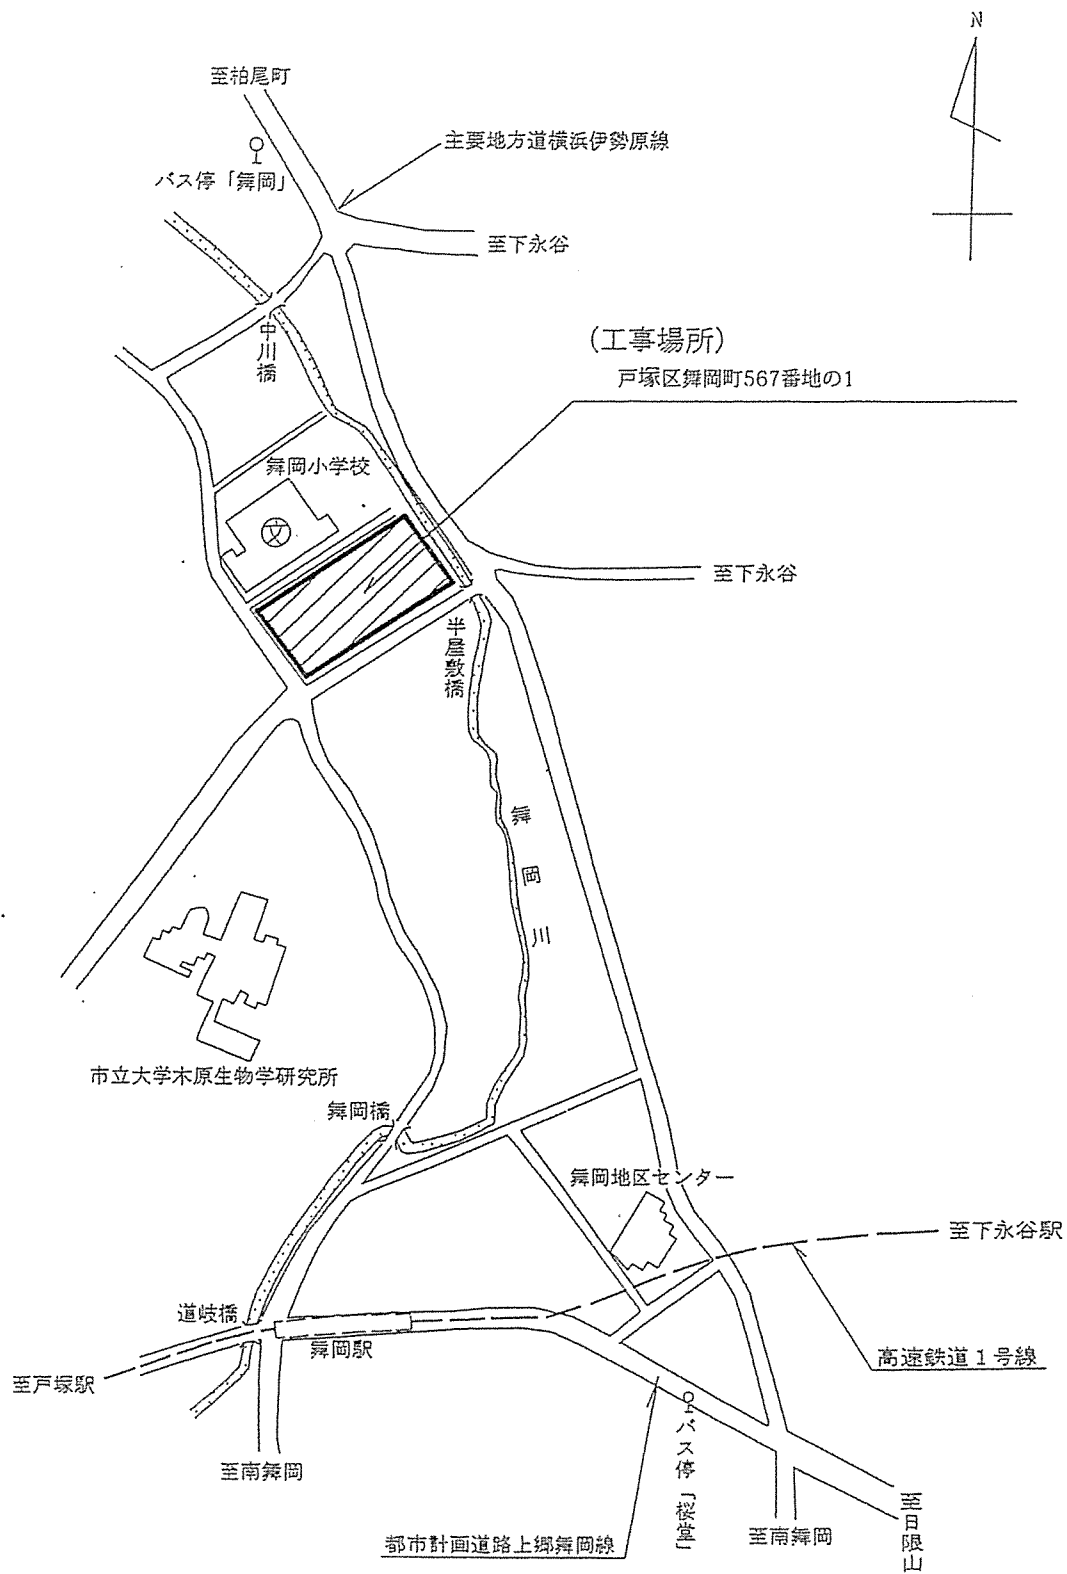 N
至柏尾町
主要地方道横浜伊勢原線
バス停「舞岡」
至下永谷
中川橋
(工事場所)
戸塚区舞岡町567番地の1
舞岡小学校
文
至下永谷
半屋敷橋
舞岡川
市立大学木原生物学研究所
舞岡橋
舞岡地区センター
至下永谷駅
道岐橋
舞岡駅
高速鉄道1号線
至戸塚駅
バス停「桜堂」
至南舞岡
都市計画道路上郷舞岡線
至南舞岡
至日限山